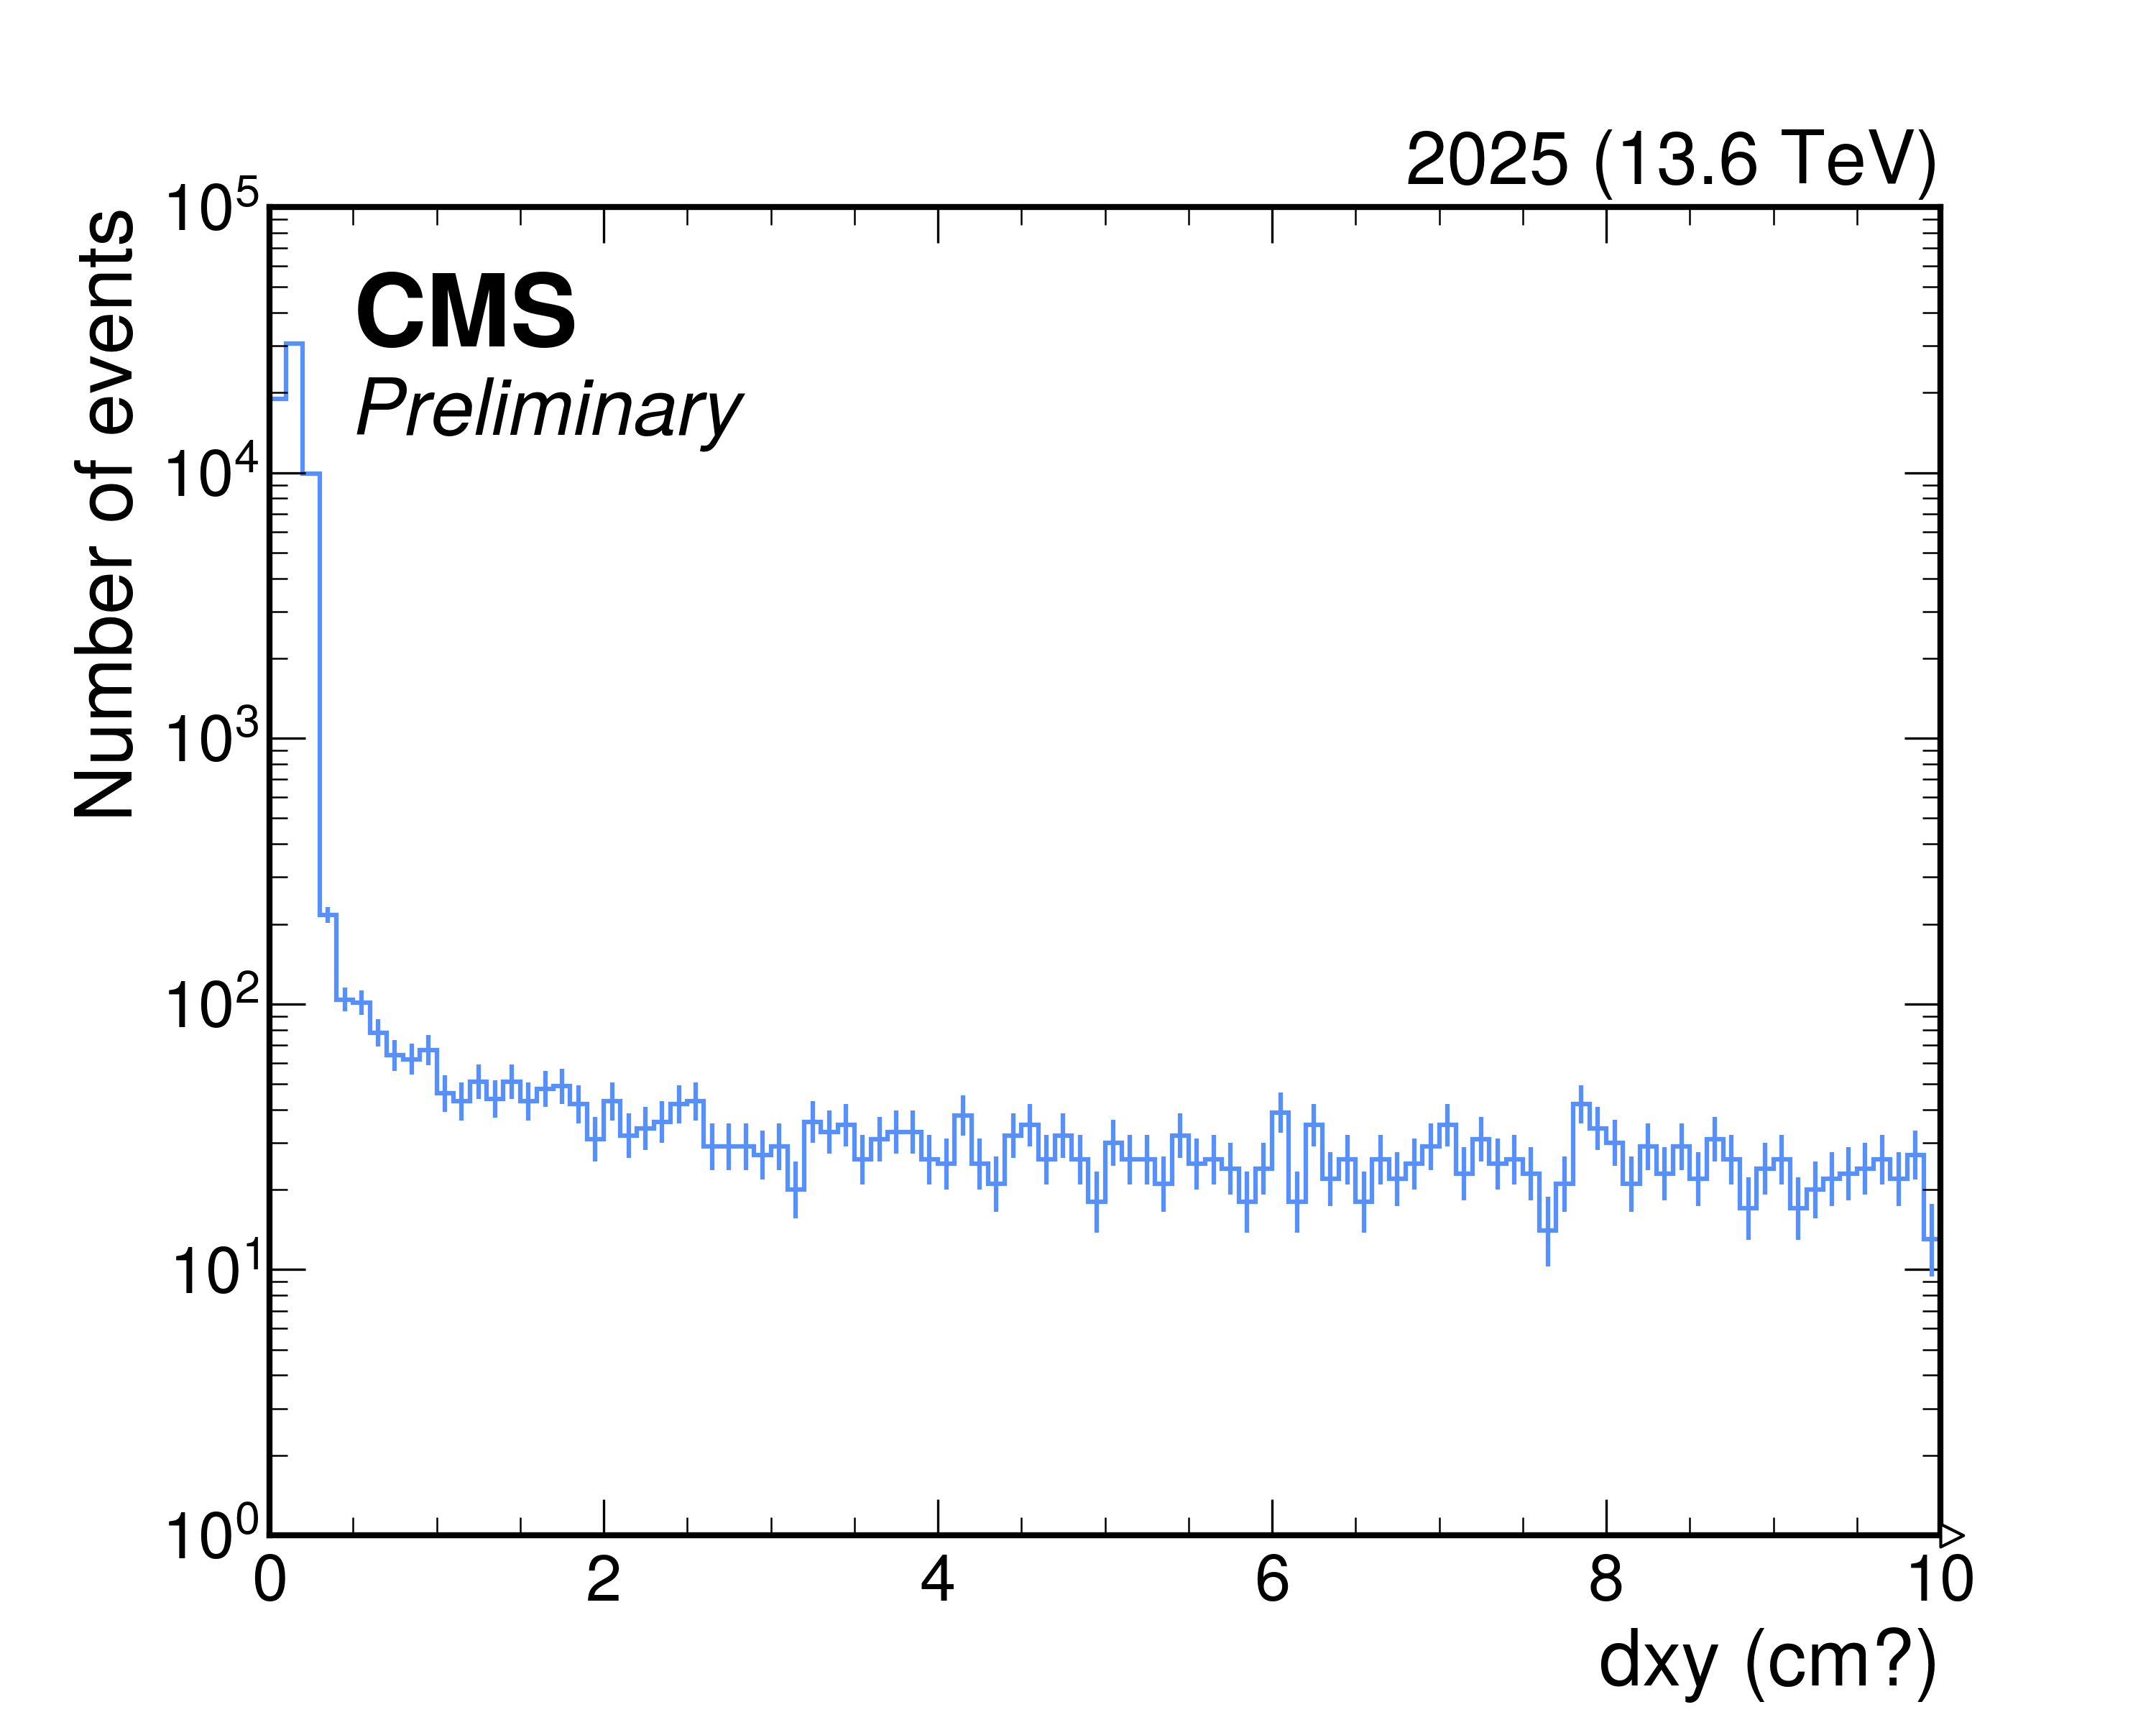 2025 (13.6 TeV)
CMS
Preliminary
Number of events
10^5
10^4
10^3
10^2
10^1
10^0
0 2 4 6 8 10
dxy (cm?)